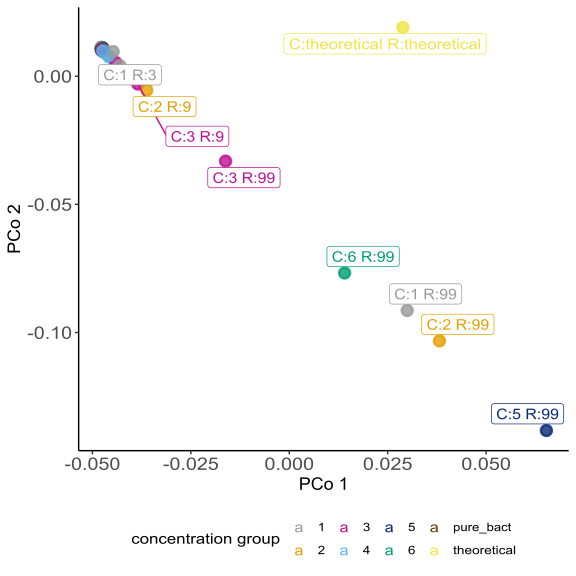 C:theoretical R:theoretical
0.00
C:1 R:3
C:2 R:9
C:3 R:9
C:3 R:99
-0.05
PCo 2
C:6 R:99
C:1 R:99
C:2 R:99
-0.10
C:5 R:99
-0.050 -0.025 0.000 0.025 0.050
PCo 1
concentration group
a 1 a 3 a 5 a pure_bact
a 2 a 4 a 6 a theoretical